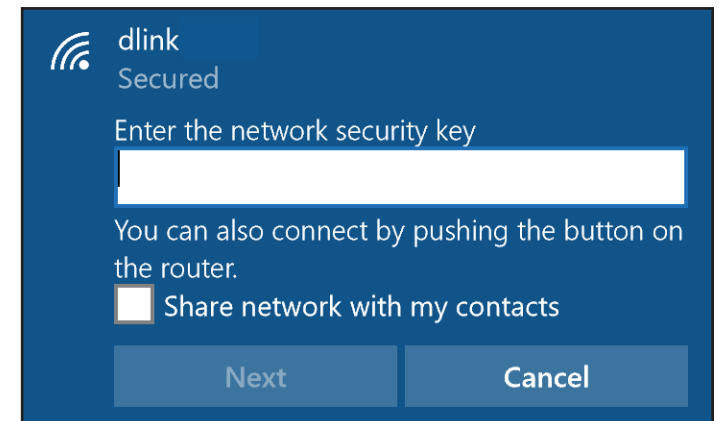 dlink
Secured
Enter the network security key
You can also connect by pushing the button on
the router.
Share network with my contacts
Next
Cancel